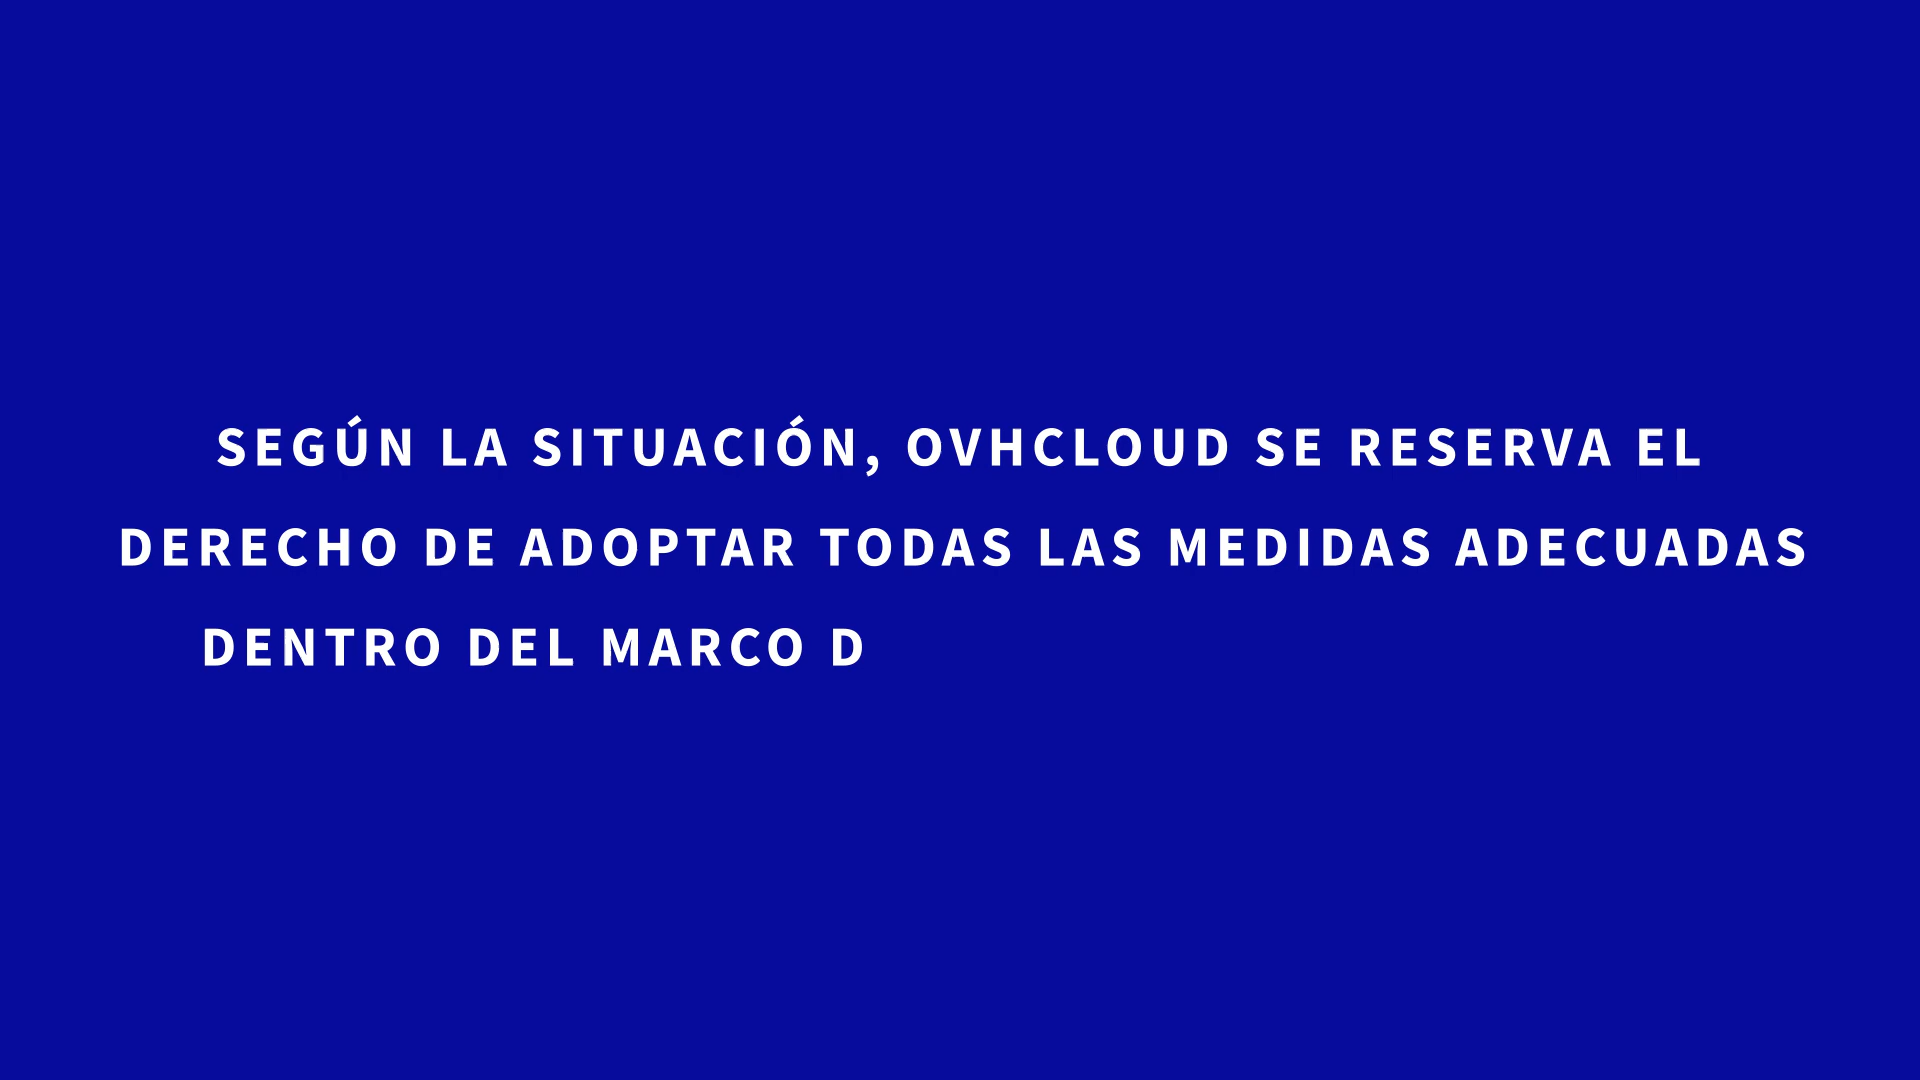 SEGÚN LA SITUACIÓN, OVHCLOUD SE RESERVA EL
DERECHO DE ADOPTAR TODAS LAS MEDIDAS ADECUADAS
DENTRO DEL MARCO D